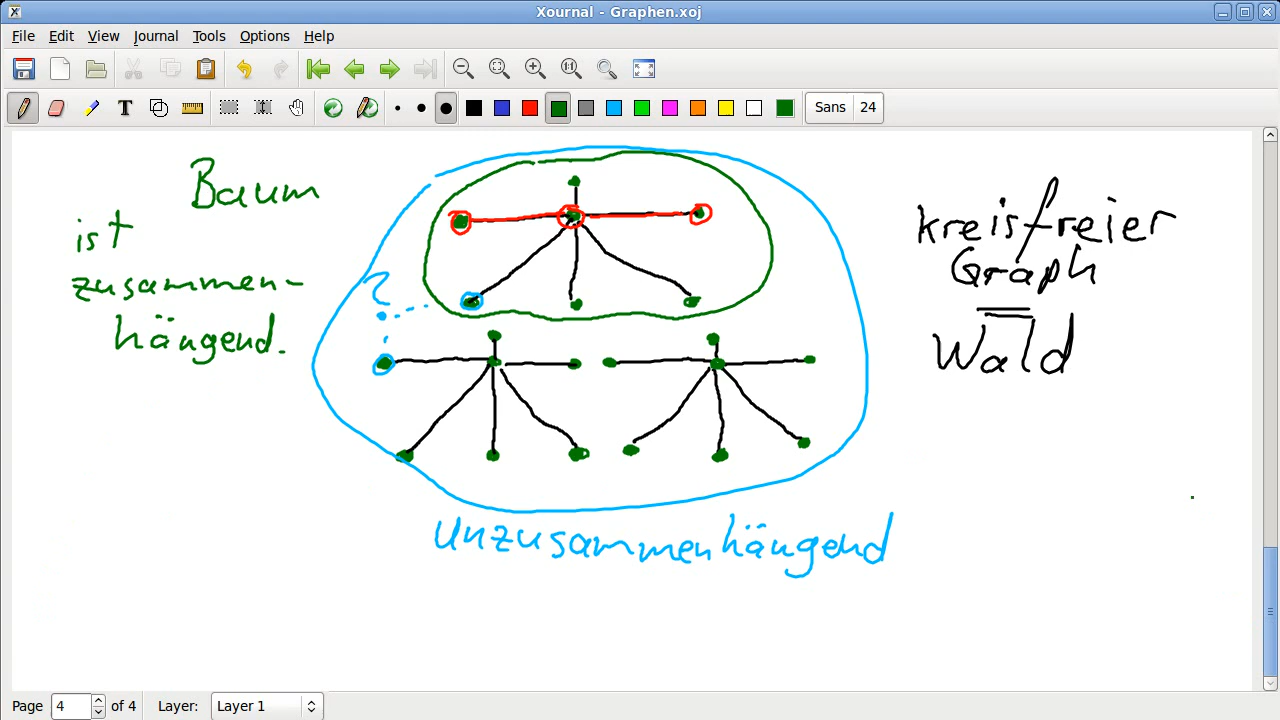 Xournal - Graphen.xoj
File Edit View Journal Tools Options Help
Sans 24
Baum
ist
zusammen-
hängend.
?
kreisfreier
Graph
=
Wald
Unzusammenhängend
Page 4 of 4 Layer: Layer 1